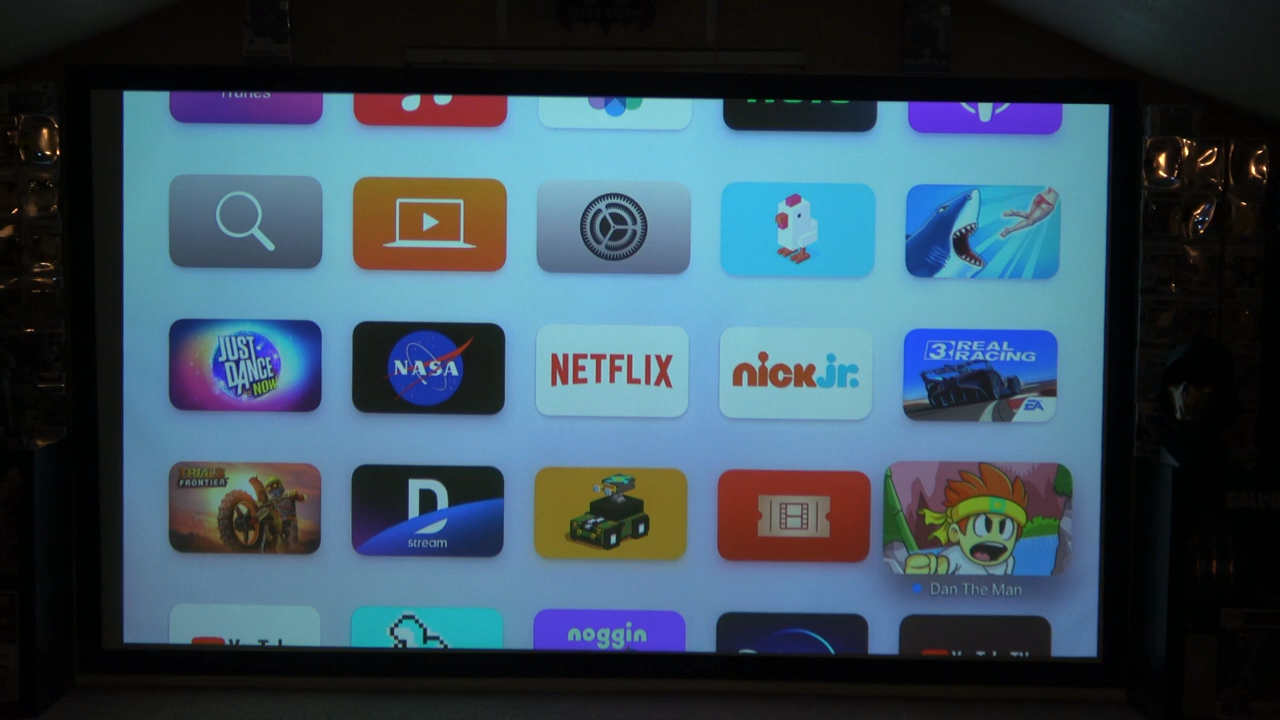 iTunes
JUST
DANCE
NOW
NASA
NETFLIX
nick jr.
3 REAL
RACING
EA
TRIALS
FRONTIER
D
stream
Dan The Man
noggin